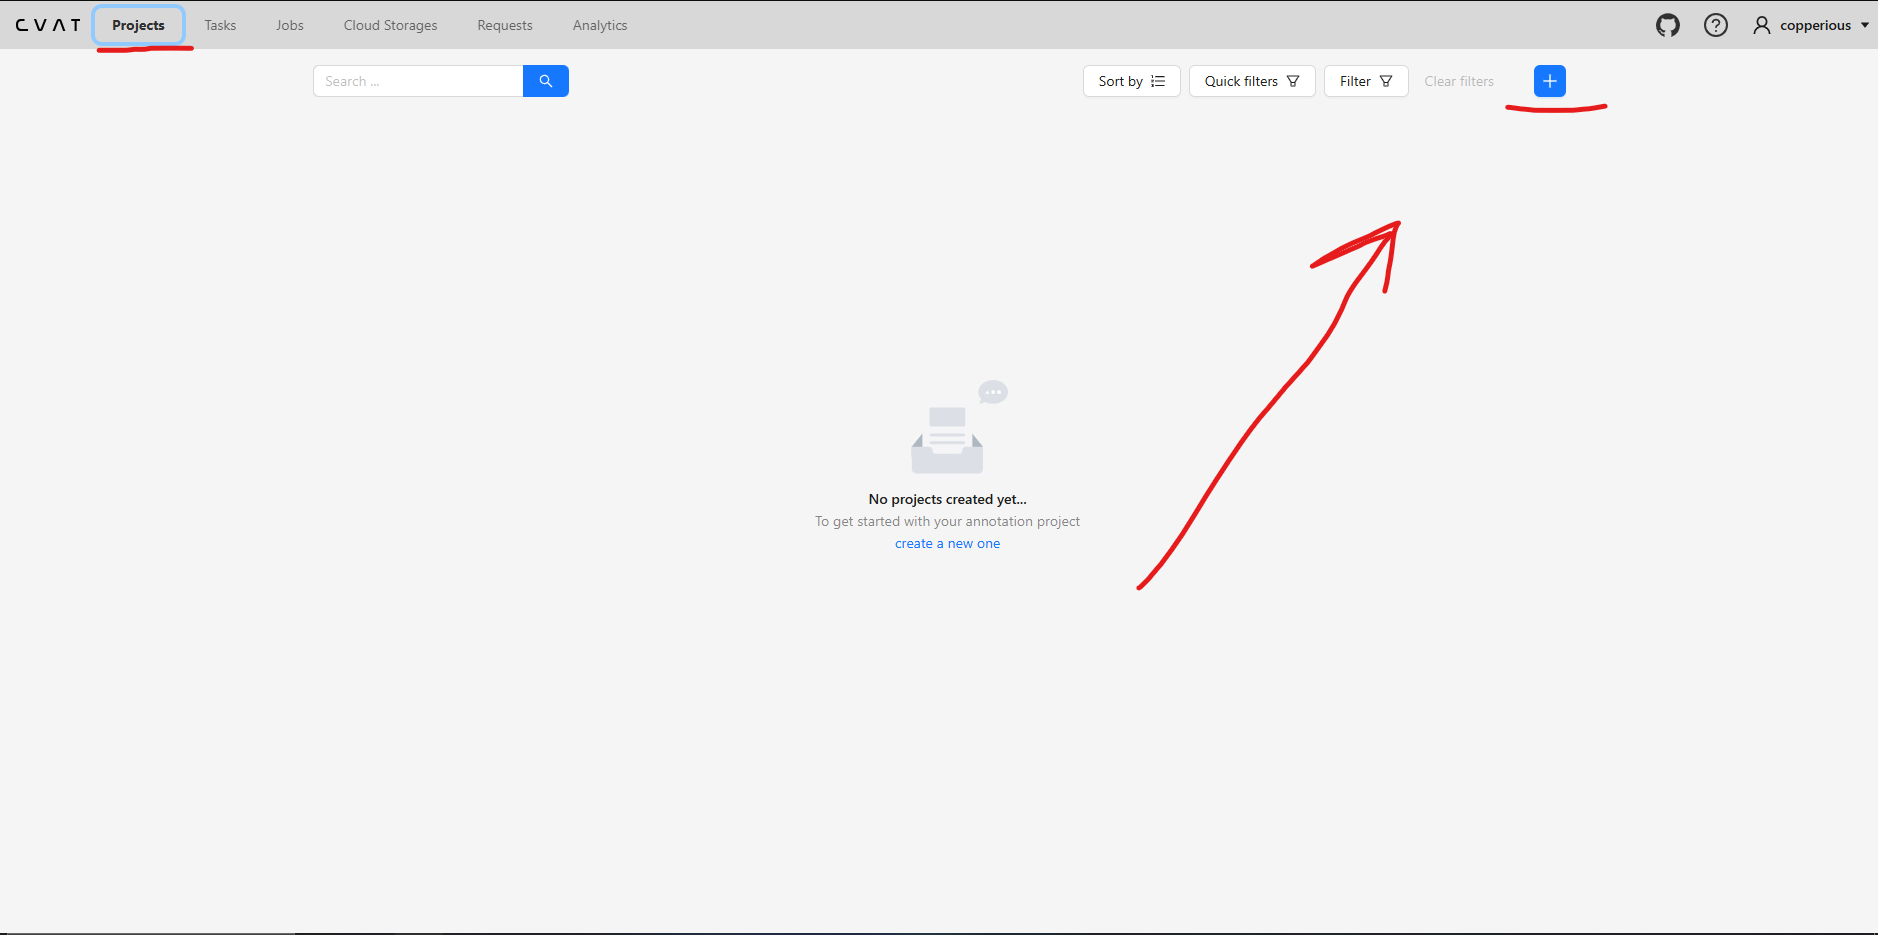 CVAT Projects Tasks Jobs Cloud Storages Requests Analytics copperious
Search ... Sort by Quick filters Filter Clear filters
No projects created yet...
To get started with your annotation project
create a new one